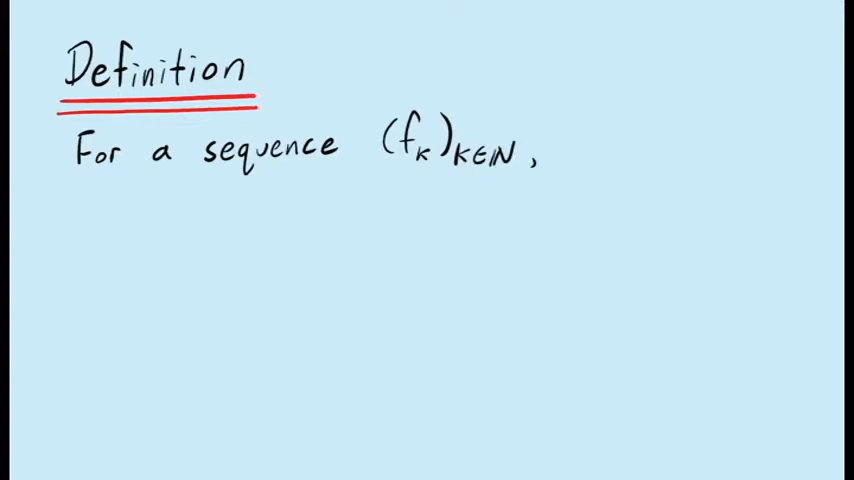 Definition
For a sequence (fₖ)ₖ∈ℕ,